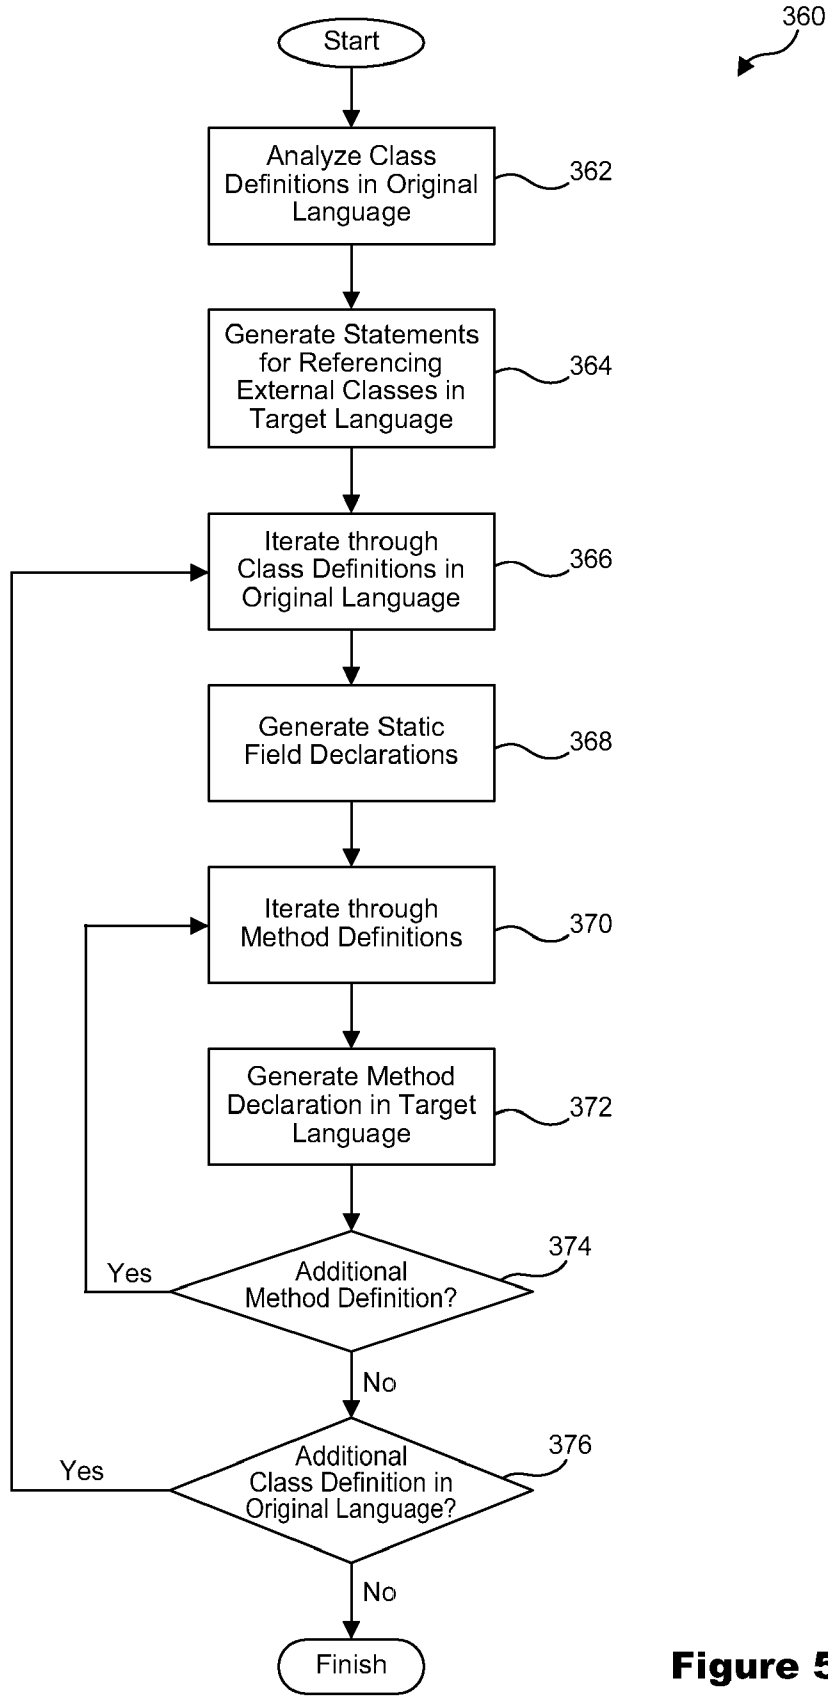 360
Start
Analyze Class
Definitions in Original
Language
362
Generate Statements
for Referencing
External Classes in
Target Language
364
Iterate through
Class Definitions in
Original Language
366
Generate Static
Field Declarations
368
Iterate through
Method Definitions
370
Generate Method
Declaration in Target
Language
372
Additional
Method Definition?
374
Yes
No
Additional
Class Definition in
Original Language?
376
Yes
No
Finish
Figure 5